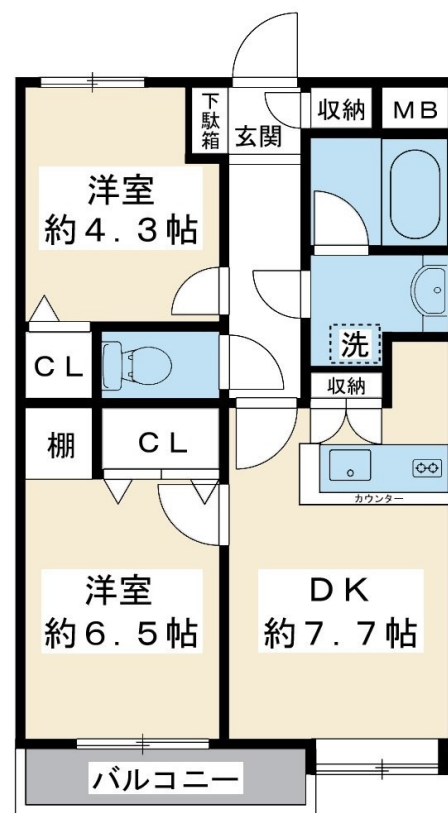 下駄箱
玄関
収納
ＭＢ
洋室
約４．３帖
洗
ＣＬ
収納
棚
ＣＬ
カウンター
洋室
約６．５帖
ＤＫ
約７．７帖
バルコニー